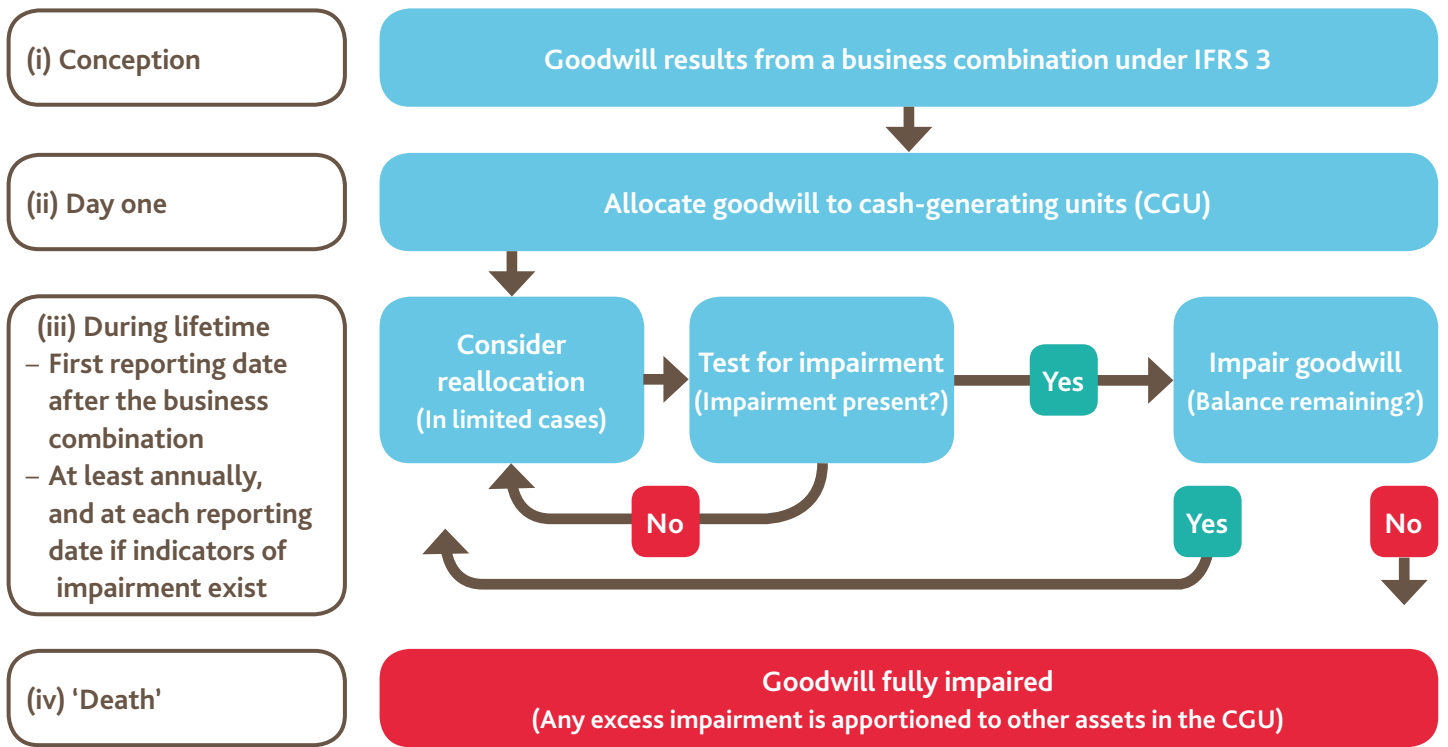 (i) Conception
Goodwill results from a business combination under IFRS 3
(ii) Day one
Allocate goodwill to cash-generating units (CGU)
(iii) During lifetime
– First reporting date
after the business
combination
– At least annually,
and at each reporting
date if indicators of
impairment exist
Consider
reallocation
(In limited cases)
Test for impairment
(Impairment present?)
Yes
Impair goodwill
(Balance remaining?)
No
Yes
No
(iv) ‘Death’
Goodwill fully impaired
(Any excess impairment is apportioned to other assets in the CGU)